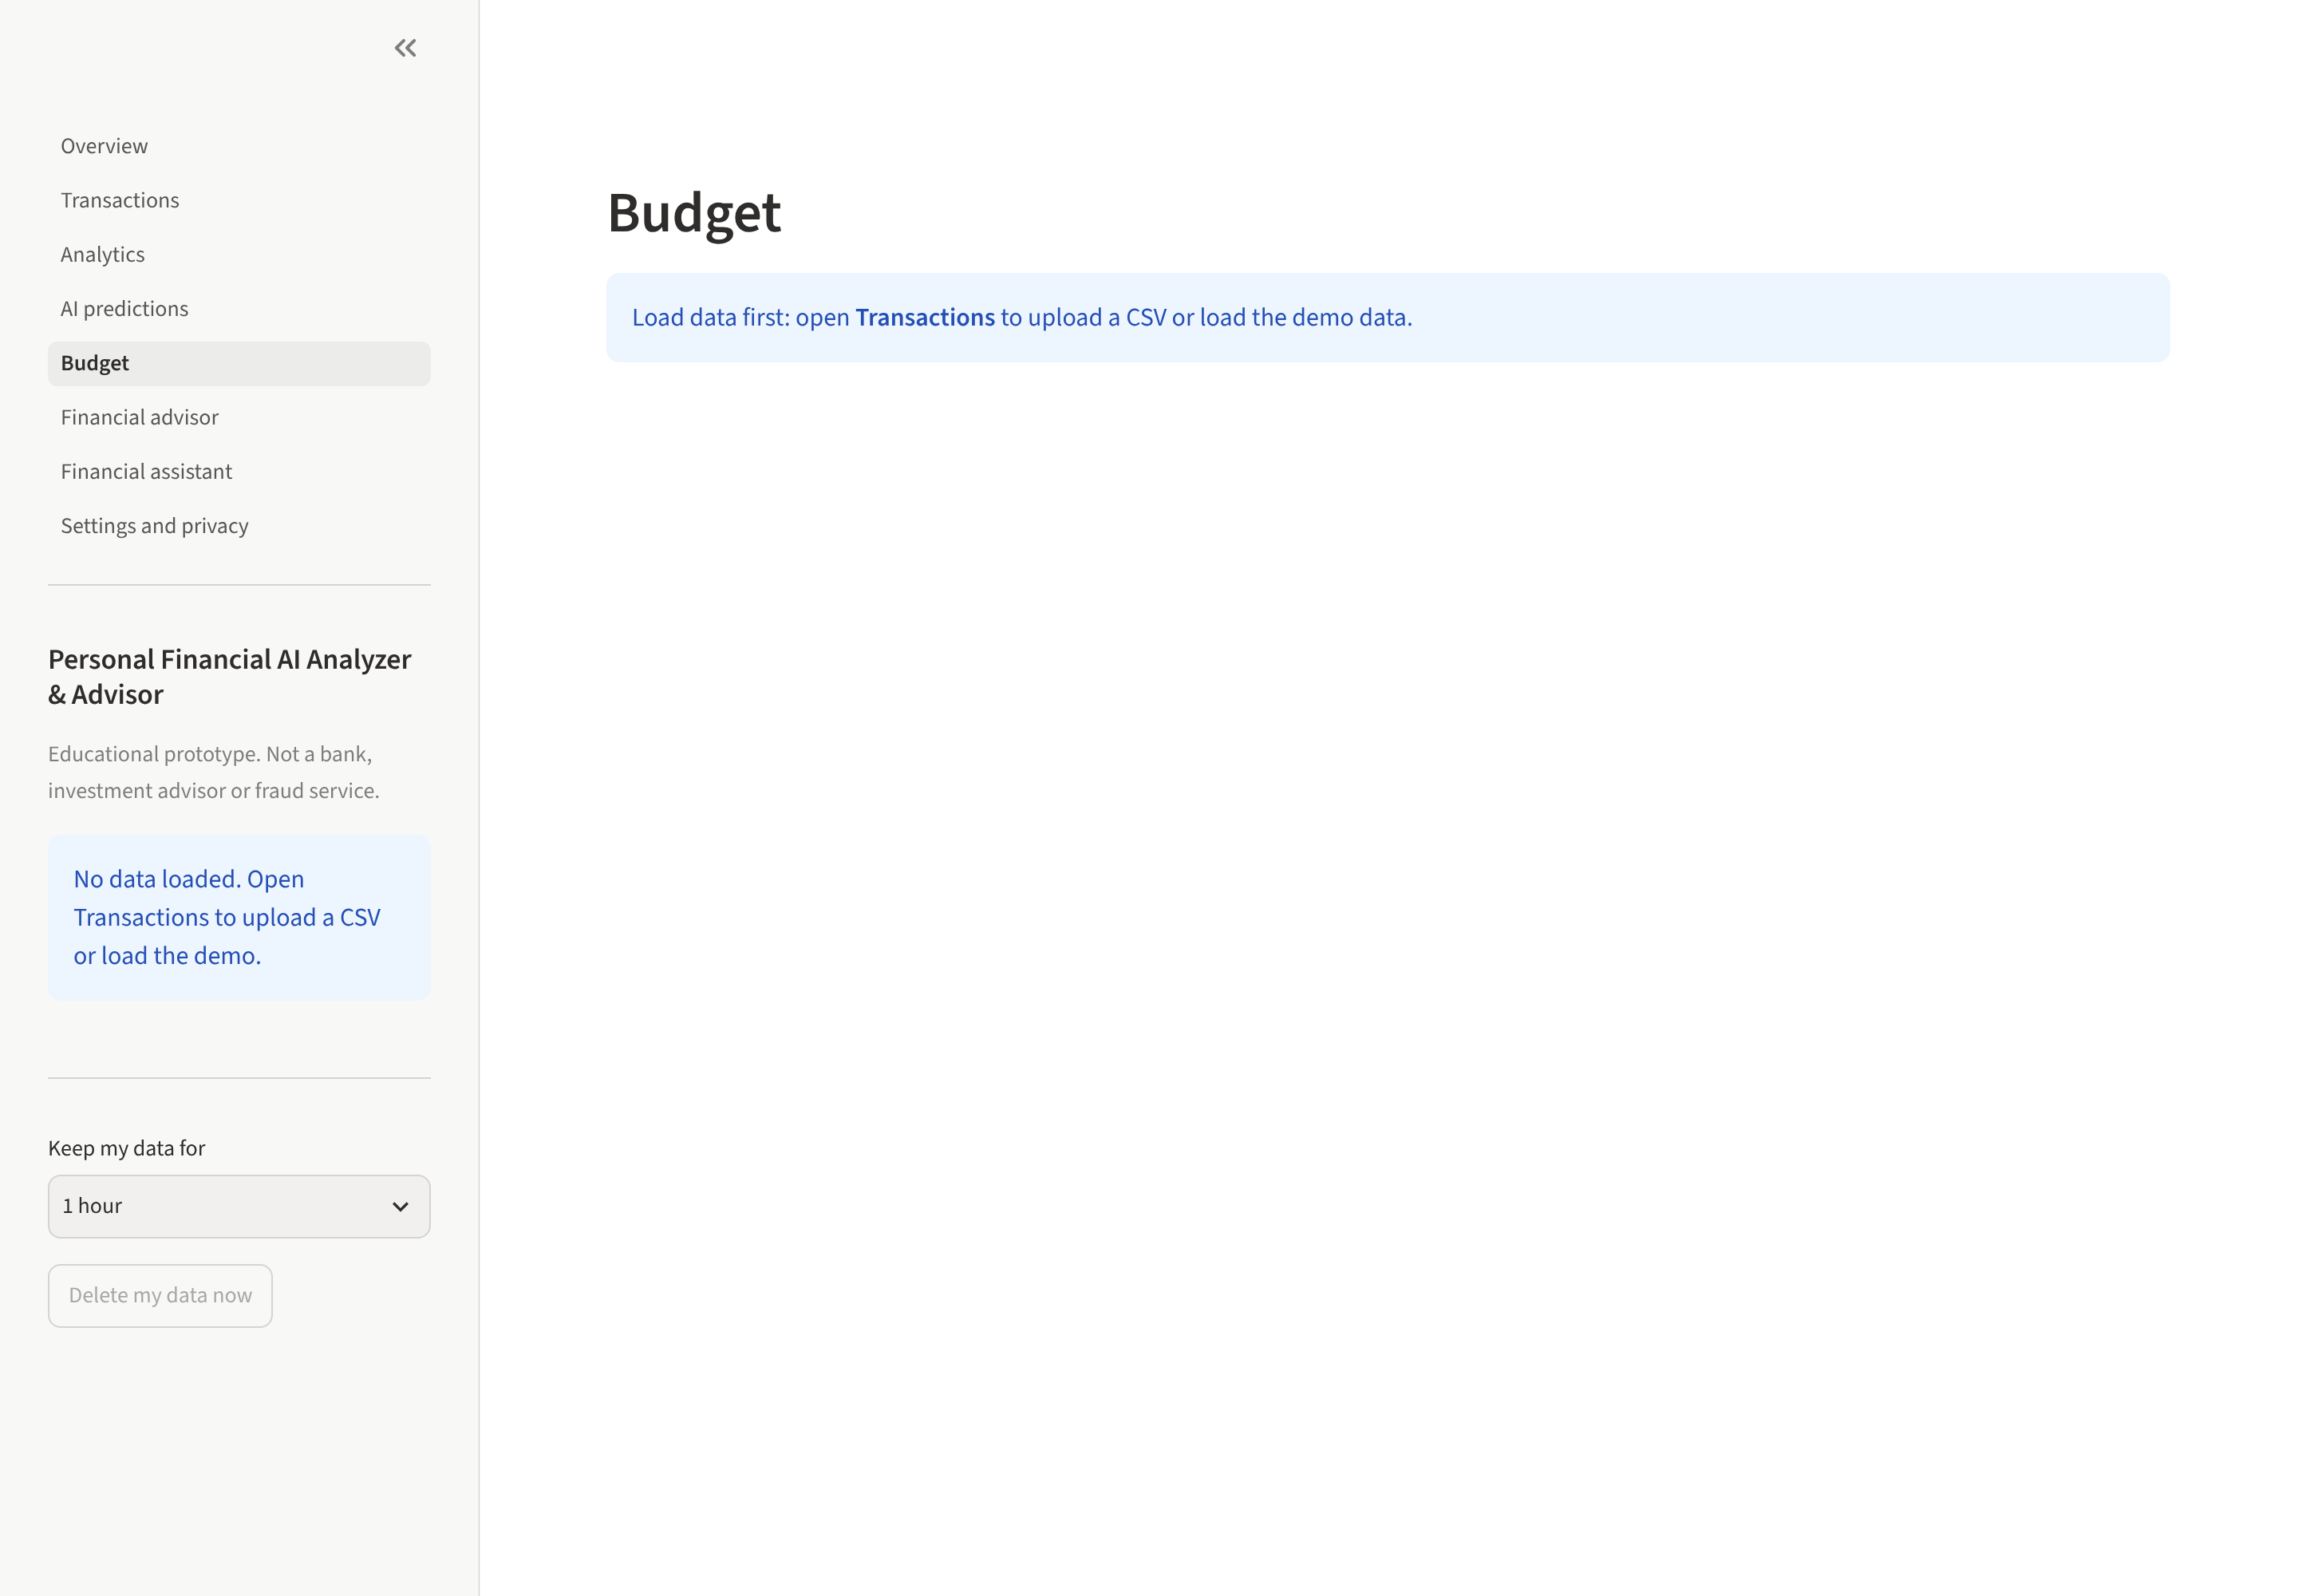 Overview
Transactions
Analytics
AI predictions
Budget
Financial advisor
Financial assistant
Settings and privacy
Personal Financial AI Analyzer
& Advisor
Educational prototype. Not a bank,
investment advisor or fraud service.
No data loaded. Open
Transactions to upload a CSV
or load the demo.
Keep my data for
1 hour
Delete my data now
Budget
Load data first: open Transactions to upload a CSV or load the demo data.